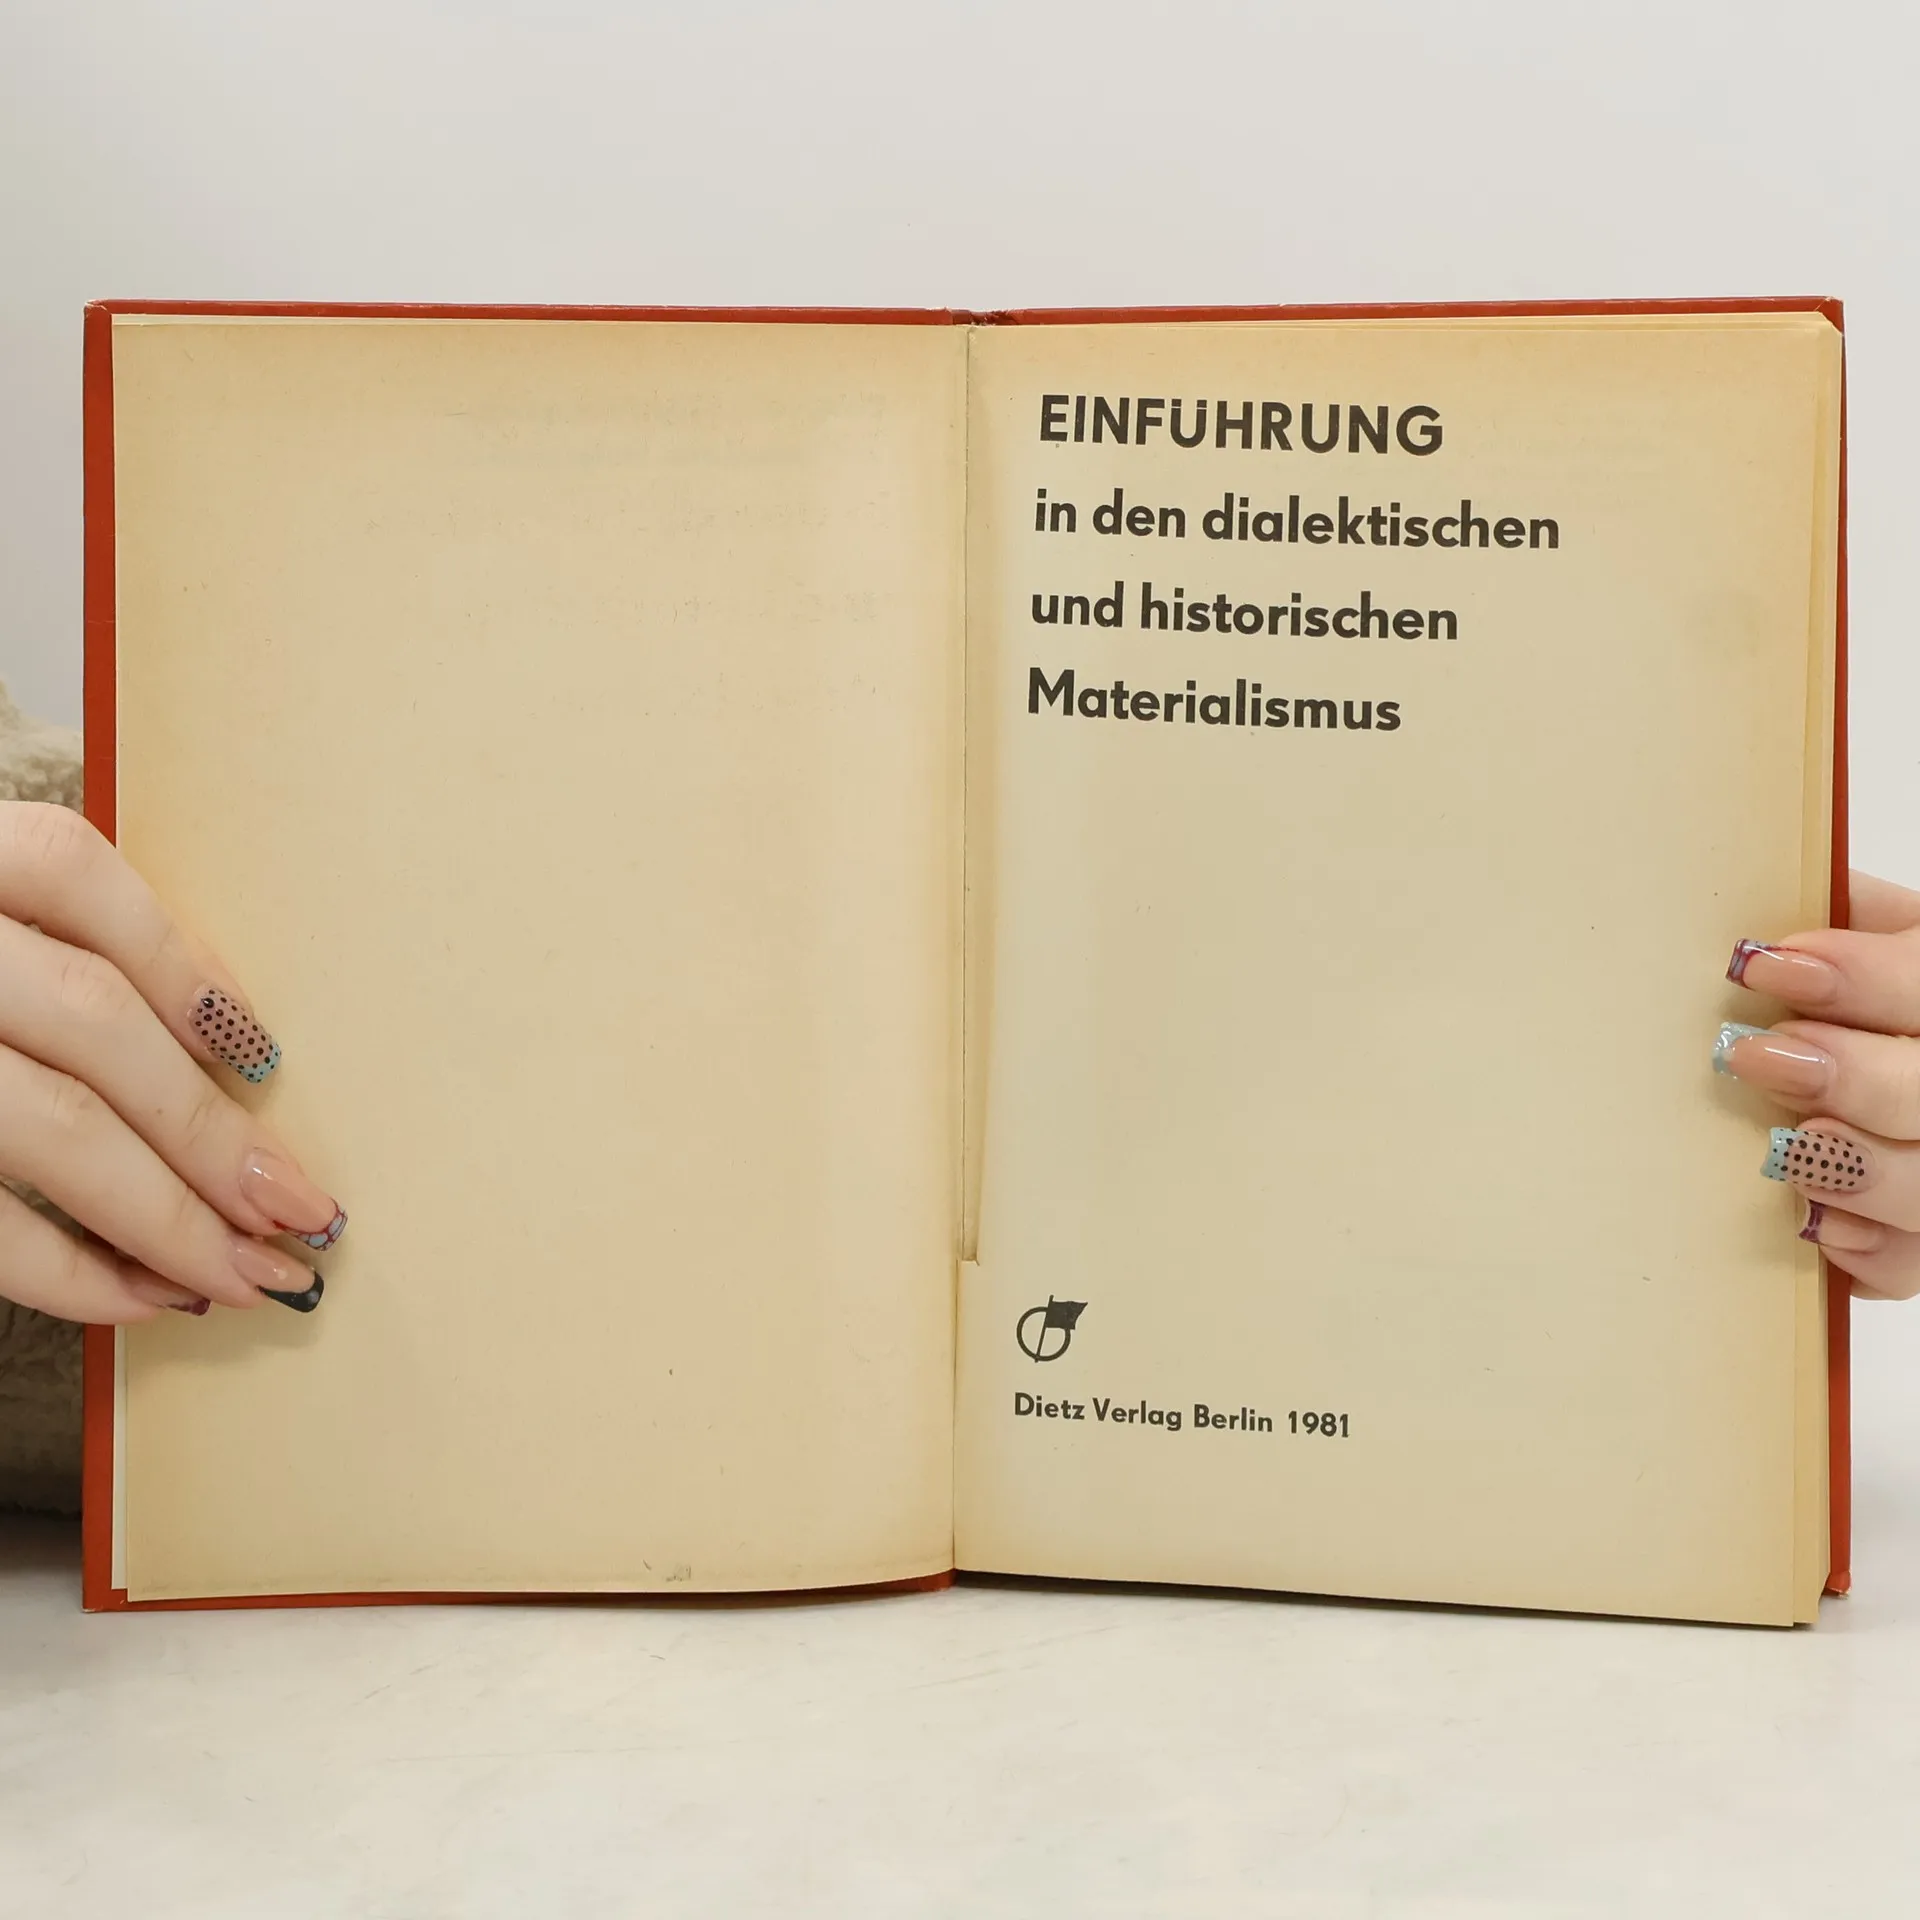 EINFÜHRUNG
in den dialektischen
und historischen
Materialismus
Dietz Verlag Berlin 1981